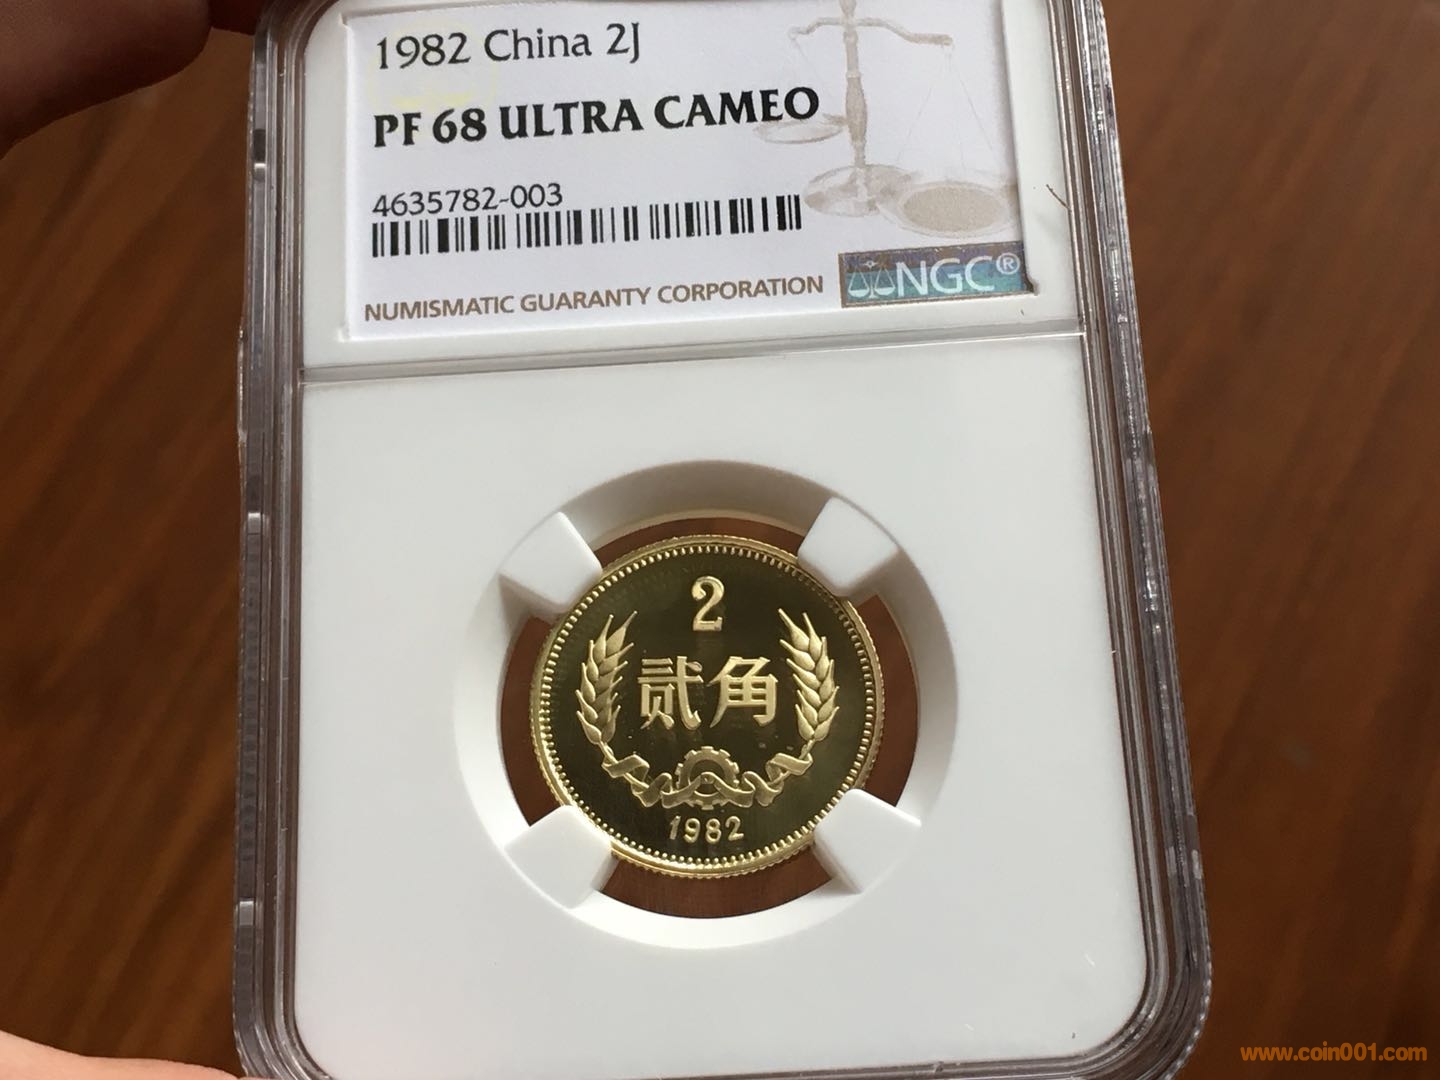 1982 China 2J
PF 68 ULTRA CAMEO
4635782-003
NUMISMATIC GUARANTY CORPORATION
NGC®
2
贰角
1982
www.coin001.com